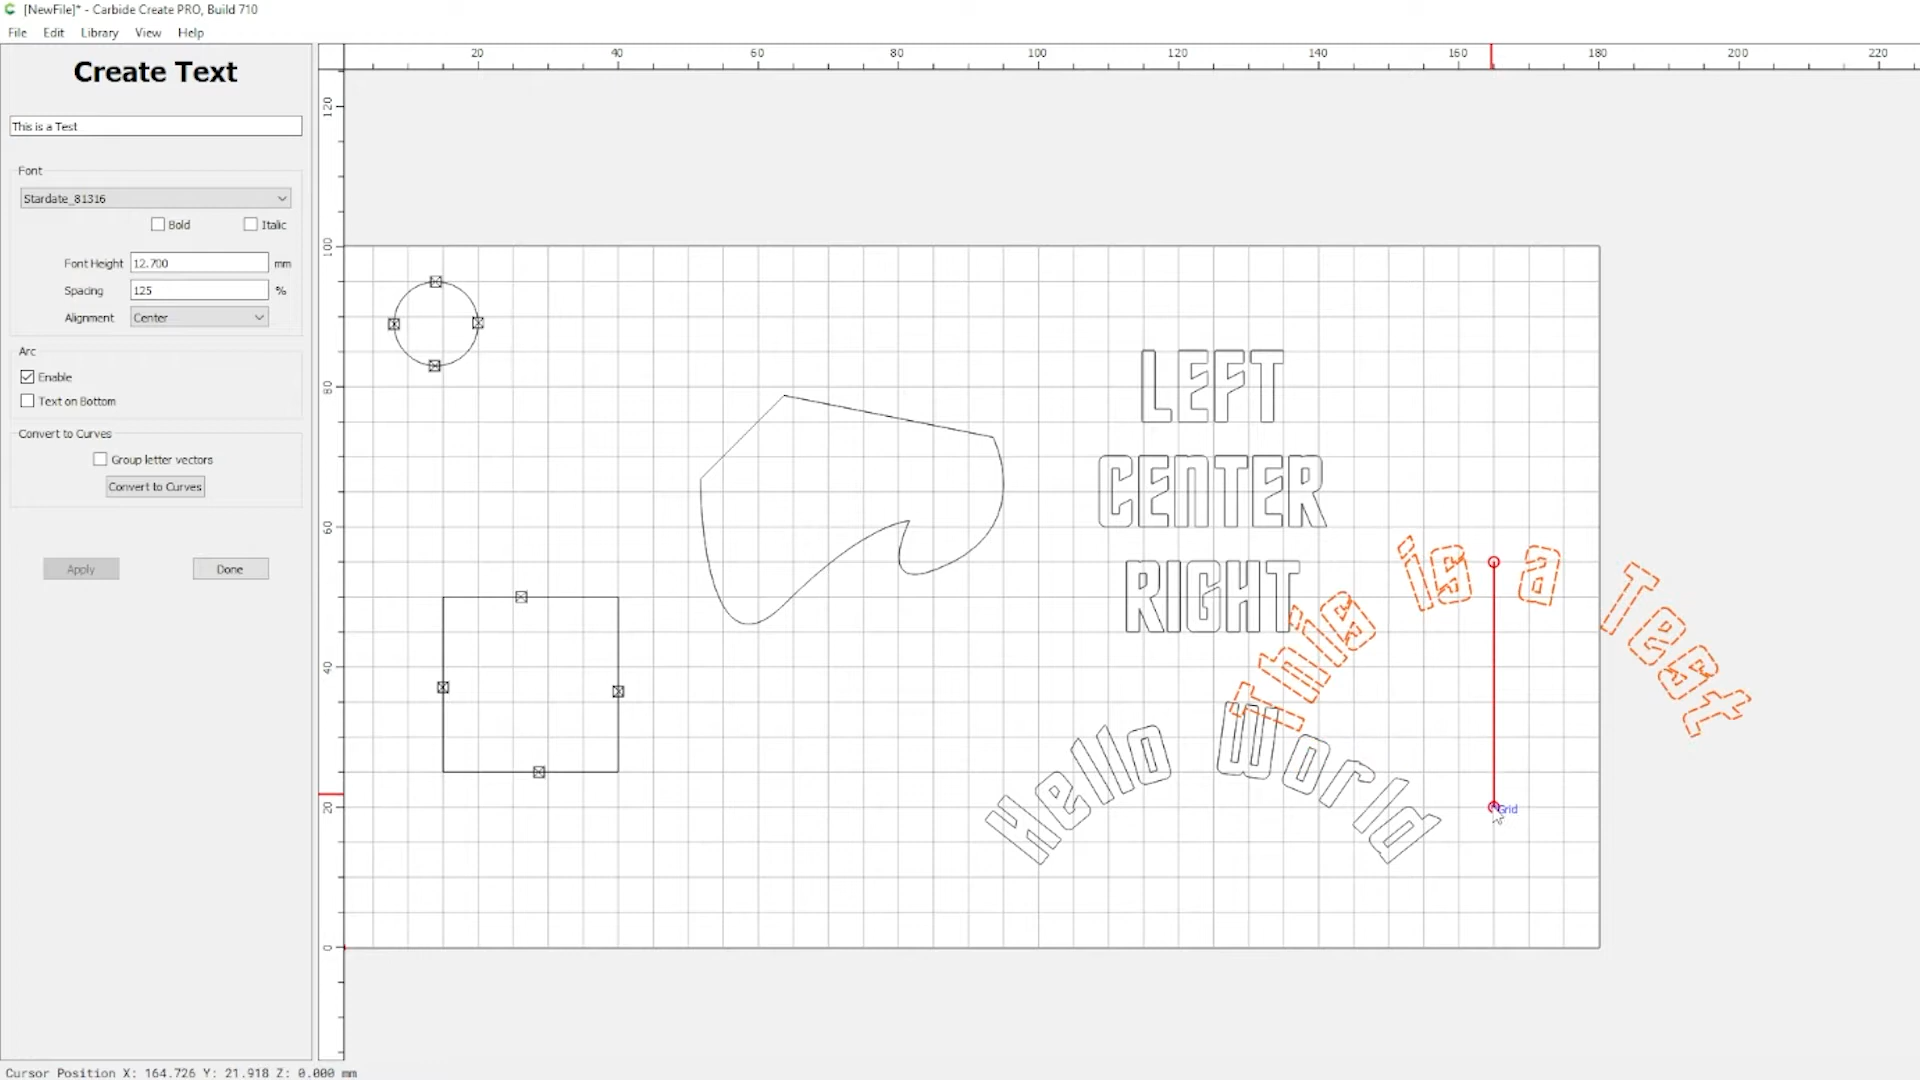 [NewFile]* - Carbide Create PRO, Build 710
File Edit Library View Help
Create Text
This is a Test
Font
Stardate_81316
Bold Italic
Font Height 12.700 mm
Spacing 125 %
Alignment Center
Arc
Enable
Text on Bottom
Convert to Curves
Group letter vectors
Convert to Curves
Apply Done
20 40 60 80 100 120 140 160 180 200 220
120
100
80
60
40
20
0
LEFT
CENTER
RIGHT
This is a Test
Hello World
Grid
Cursor Position X: 164.726 Y: 21.918 Z: 0.000 mm